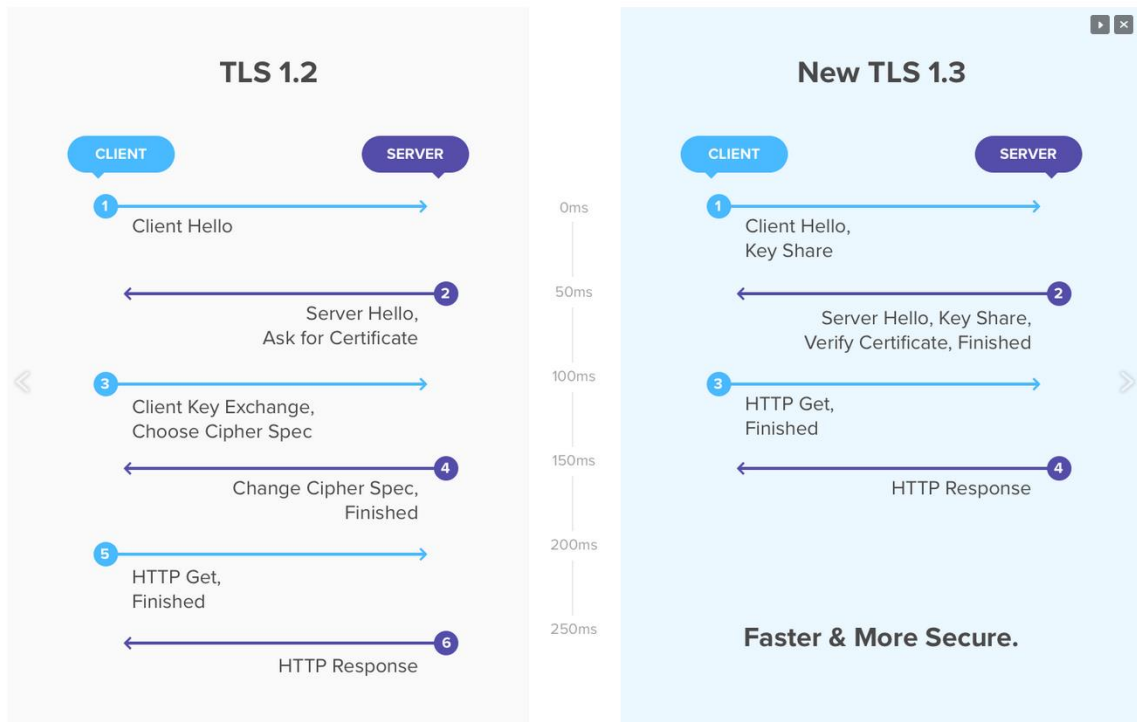 TLS 1.2
CLIENT
SERVER
1
Client Hello
2
Server Hello,
Ask for Certificate
3
Client Key Exchange,
Choose Cipher Spec
4
Change Cipher Spec,
Finished
5
HTTP Get,
Finished
6
HTTP Response
0ms
50ms
100ms
150ms
200ms
250ms
New TLS 1.3
CLIENT
SERVER
1
Client Hello,
Key Share
2
Server Hello, Key Share,
Verify Certificate, Finished
3
HTTP Get,
Finished
4
HTTP Response
Faster & More Secure.